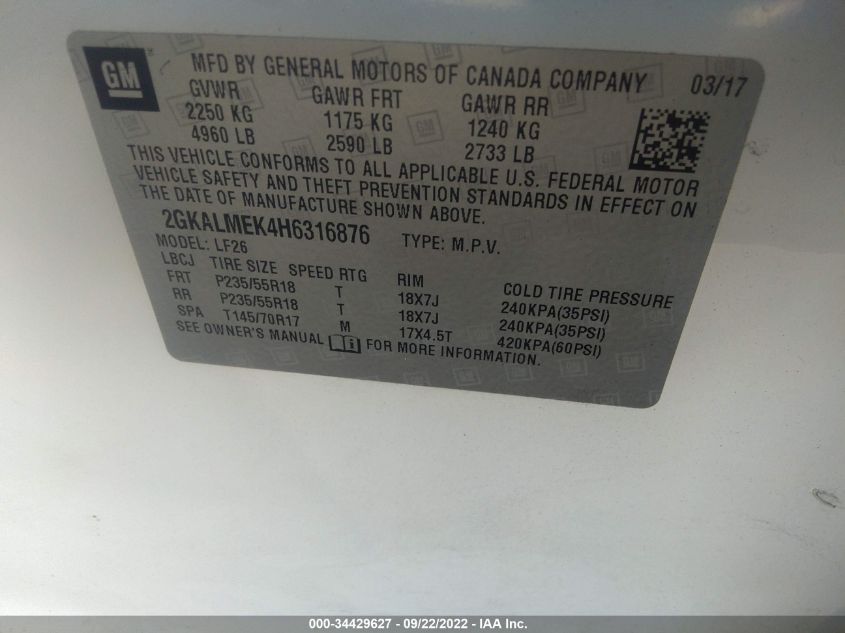 GM
MFD BY GENERAL MOTORS OF CANADA COMPANY 03/17
GVWR GAWR FRT GAWR RR
2250 KG 1175 KG 1240 KG
4960 LB 2590 LB 2733 LB
THIS VEHICLE CONFORMS TO ALL APPLICABLE U.S. FEDERAL MOTOR
VEHICLE SAFETY AND THEFT PREVENTION STANDARDS IN EFFECT ON
THE DATE OF MANUFACTURE SHOWN ABOVE.
2GKALMEK4H6316876 TYPE: M.P.V.
MODEL: LF26
LBCJ TIRE SIZE SPEED RTG RIM COLD TIRE PRESSURE
FRT P235/55R18 T 18X7J 240KPA(35PSI)
RR P235/55R18 T 18X7J 240KPA(35PSI)
SPA T145/70R17 M 17X4.5T 420KPA(60PSI)
SEE OWNER'S MANUAL FOR MORE INFORMATION.
000-34429627 - 09/22/2022 - IAA Inc.